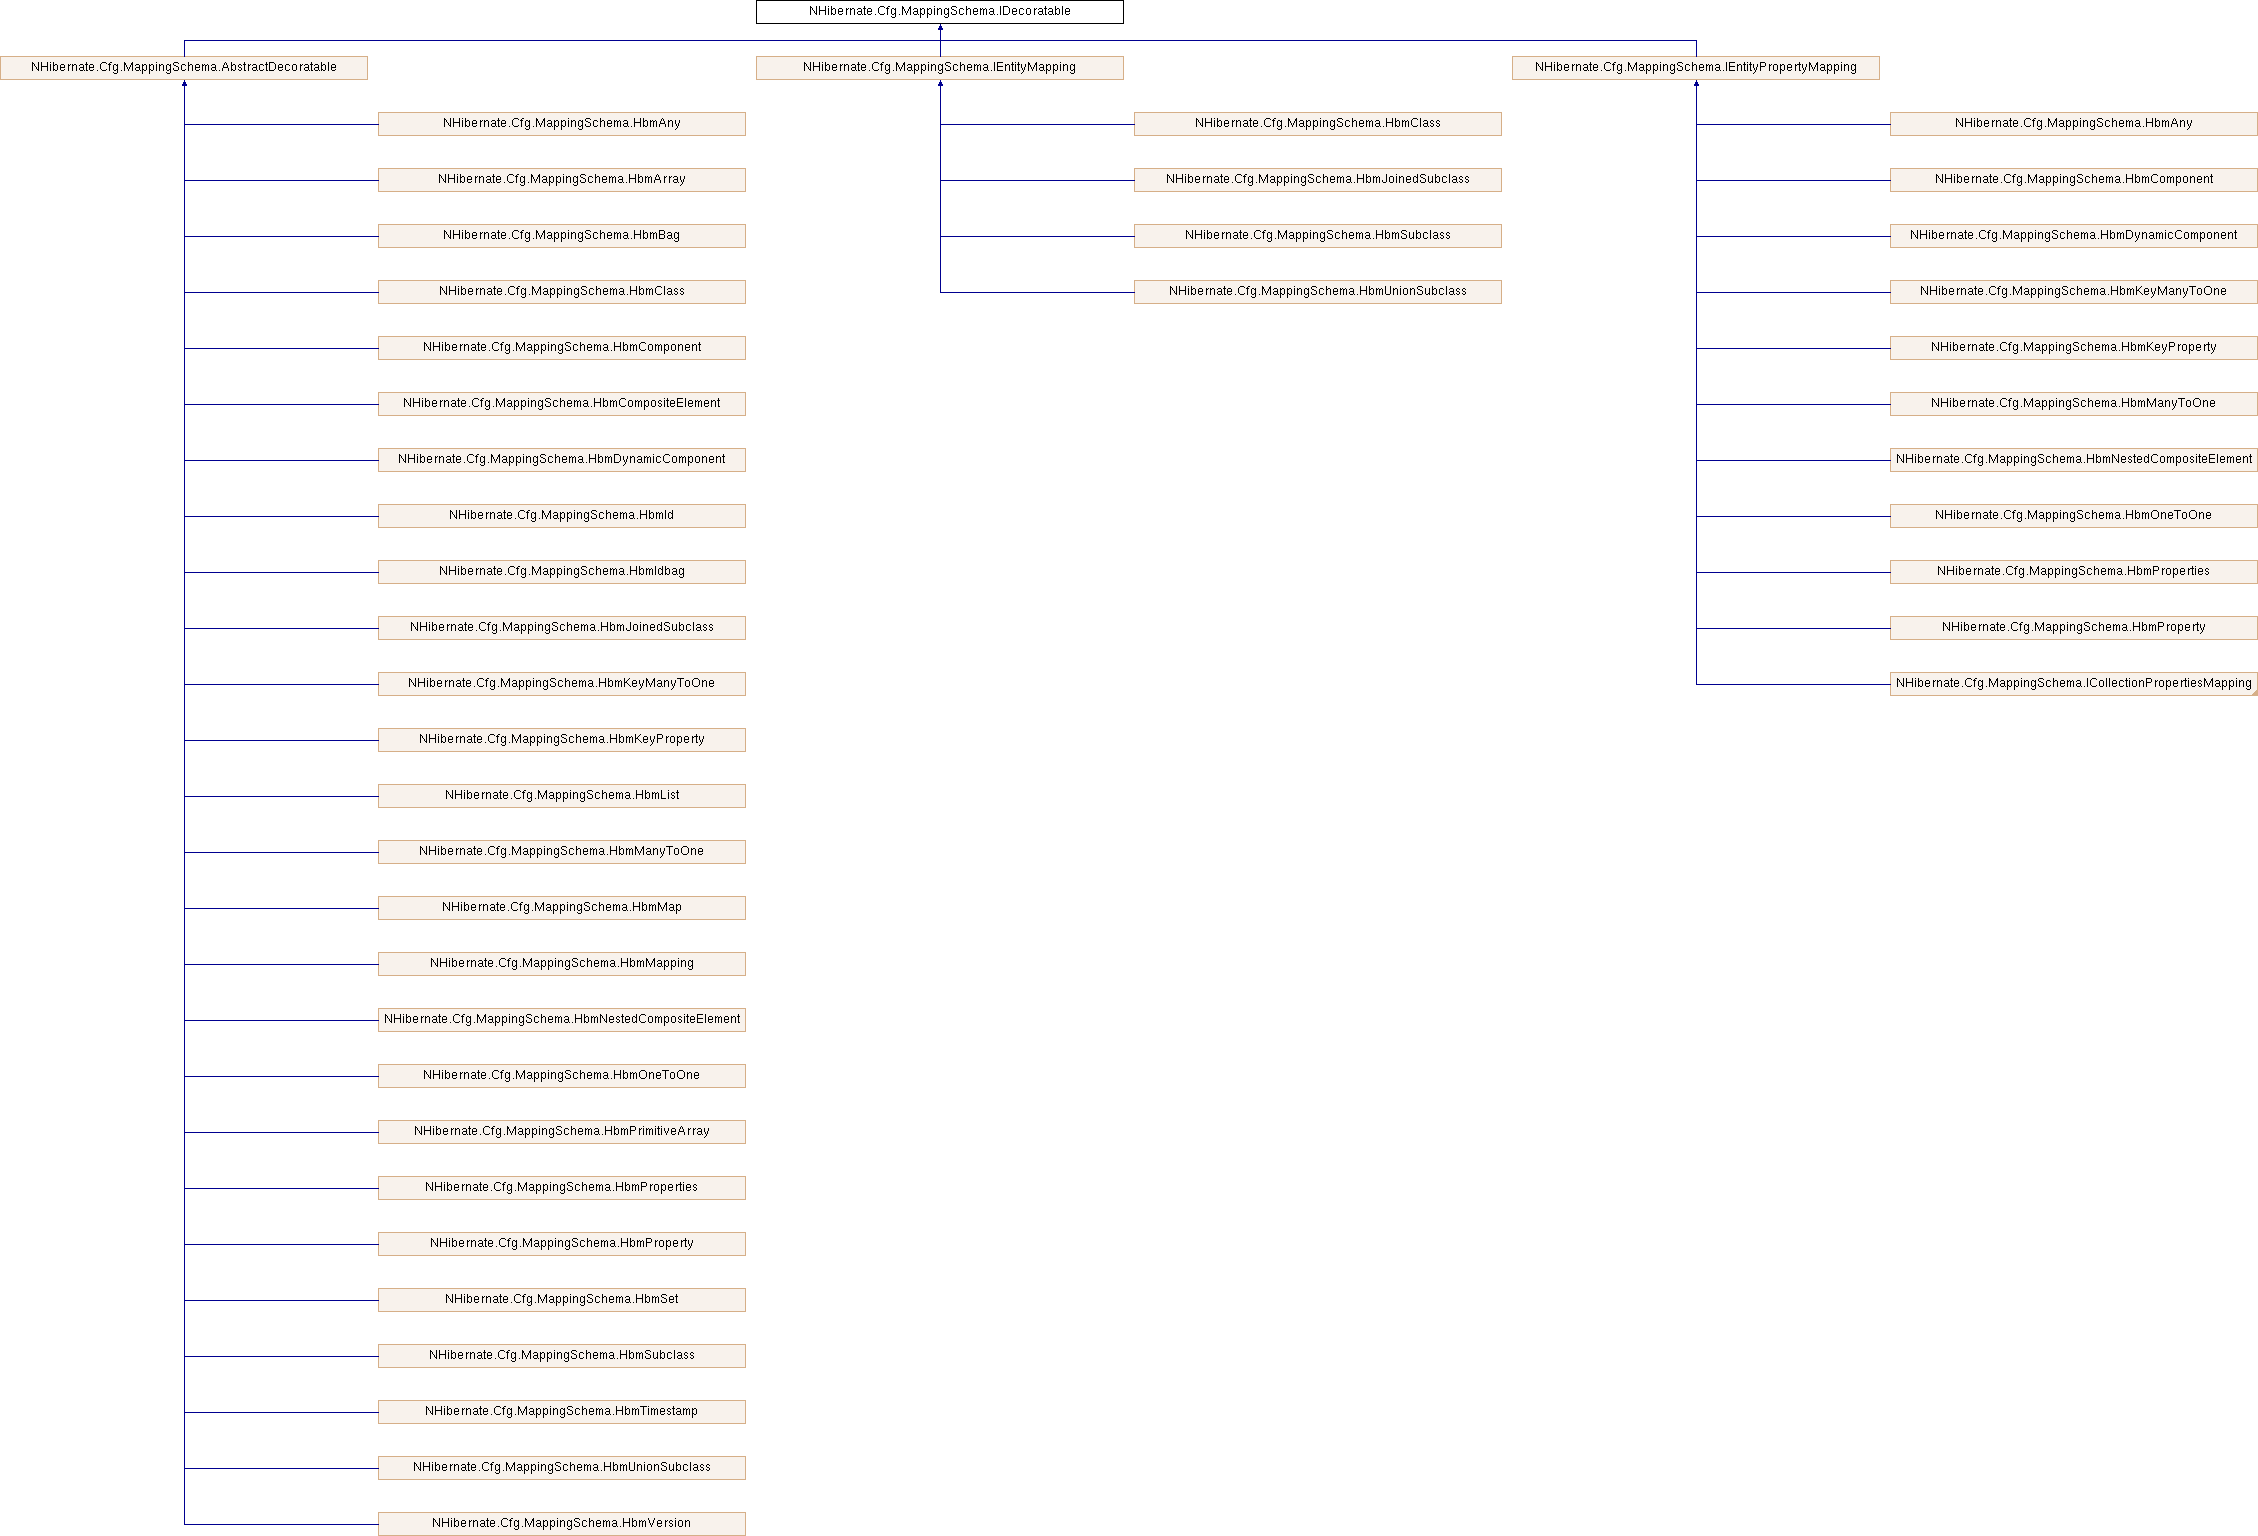 NHibernate.Cfg.MappingSchema.IDecoratable
NHibernate.Cfg.MappingSchema.AbstractDecoratable
NHibernate.Cfg.MappingSchema.HbmAny
NHibernate.Cfg.MappingSchema.HbmArray
NHibernate.Cfg.MappingSchema.HbmBag
NHibernate.Cfg.MappingSchema.HbmClass
NHibernate.Cfg.MappingSchema.HbmComponent
NHibernate.Cfg.MappingSchema.HbmCompositeElement
NHibernate.Cfg.MappingSchema.HbmDynamicComponent
NHibernate.Cfg.MappingSchema.HbmId
NHibernate.Cfg.MappingSchema.HbmIdbag
NHibernate.Cfg.MappingSchema.HbmJoinedSubclass
NHibernate.Cfg.MappingSchema.HbmKeyManyToOne
NHibernate.Cfg.MappingSchema.HbmKeyProperty
NHibernate.Cfg.MappingSchema.HbmList
NHibernate.Cfg.MappingSchema.HbmManyToOne
NHibernate.Cfg.MappingSchema.HbmMap
NHibernate.Cfg.MappingSchema.HbmMapping
NHibernate.Cfg.MappingSchema.HbmNestedCompositeElement
NHibernate.Cfg.MappingSchema.HbmOneToOne
NHibernate.Cfg.MappingSchema.HbmPrimitiveArray
NHibernate.Cfg.MappingSchema.HbmProperties
NHibernate.Cfg.MappingSchema.HbmProperty
NHibernate.Cfg.MappingSchema.HbmSet
NHibernate.Cfg.MappingSchema.HbmSubclass
NHibernate.Cfg.MappingSchema.HbmTimestamp
NHibernate.Cfg.MappingSchema.HbmUnionSubclass
NHibernate.Cfg.MappingSchema.HbmVersion
NHibernate.Cfg.MappingSchema.IEntityMapping
NHibernate.Cfg.MappingSchema.HbmClass
NHibernate.Cfg.MappingSchema.HbmJoinedSubclass
NHibernate.Cfg.MappingSchema.HbmSubclass
NHibernate.Cfg.MappingSchema.HbmUnionSubclass
NHibernate.Cfg.MappingSchema.IEntityPropertyMapping
NHibernate.Cfg.MappingSchema.HbmAny
NHibernate.Cfg.MappingSchema.HbmComponent
NHibernate.Cfg.MappingSchema.HbmDynamicComponent
NHibernate.Cfg.MappingSchema.HbmKeyManyToOne
NHibernate.Cfg.MappingSchema.HbmKeyProperty
NHibernate.Cfg.MappingSchema.HbmManyToOne
NHibernate.Cfg.MappingSchema.HbmNestedCompositeElement
NHibernate.Cfg.MappingSchema.HbmOneToOne
NHibernate.Cfg.MappingSchema.HbmProperties
NHibernate.Cfg.MappingSchema.HbmProperty
NHibernate.Cfg.MappingSchema.ICollectionPropertiesMapping